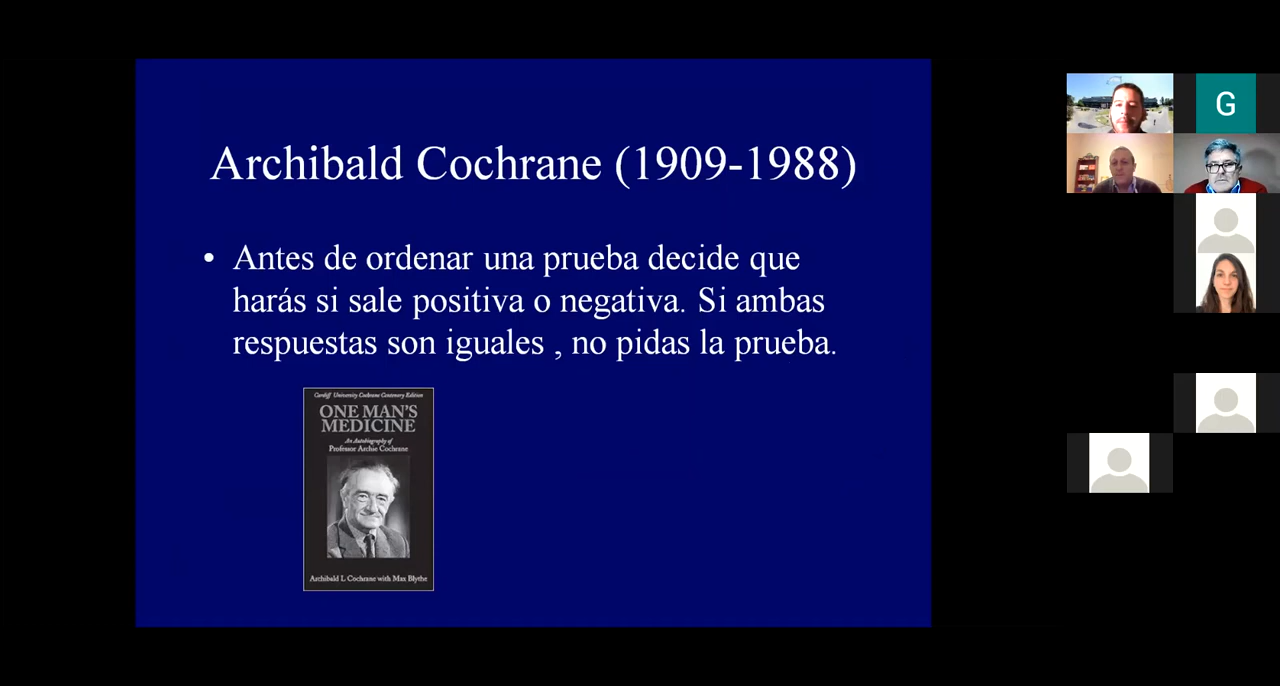 Archibald Cochrane (1909-1988)
• Antes de ordenar una prueba decide que
harás si sale positiva o negativa. Si ambas
respuestas son iguales , no pidas la prueba.
Cardiff University Cochrane Centenary Edition
ONE MAN'S
MEDICINE
An Autobiography of
Professor Archie Cochrane
Archibald L Cochrane with Max Blythe
G